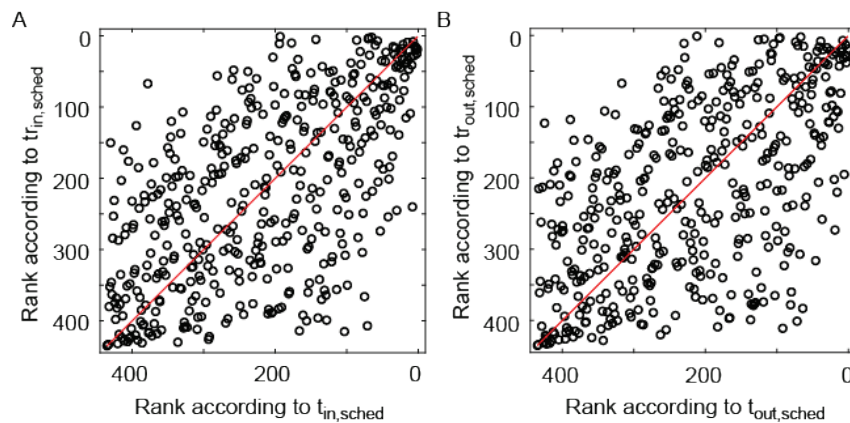 A
B
0
100
200
300
400
Rank according to tr_in,sched
400
200
0
Rank according to t_in,sched
0
100
200
300
400
Rank according to tr_out,sched
400
200
0
Rank according to t_out,sched